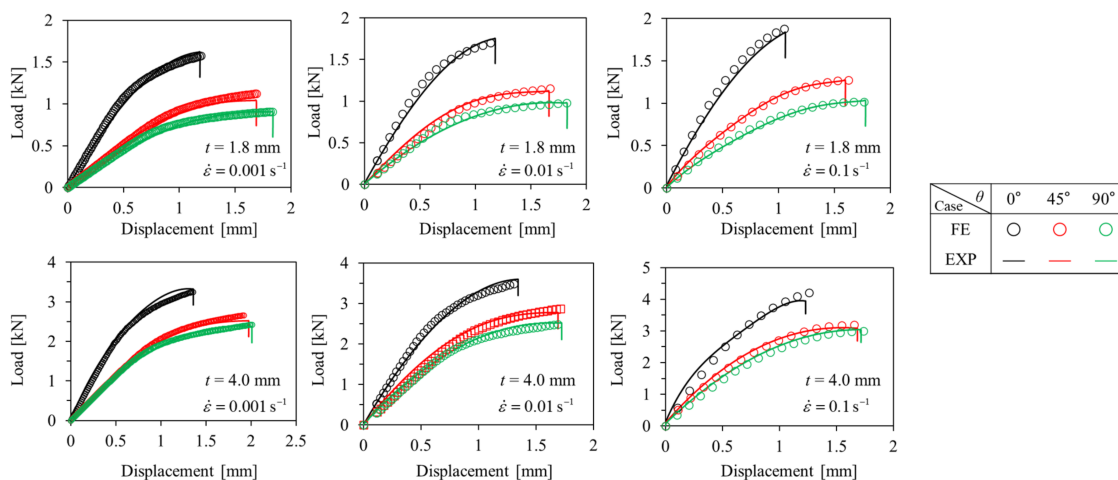 2
1.5
1
0.5
0
Load [kN]
t = 1.8 mm
ε̇ = 0.001 s⁻¹
0 0.5 1 1.5 2
Displacement [mm]
2
1.5
1
0.5
0
Load [kN]
t = 1.8 mm
ε̇ = 0.01 s⁻¹
0 0.5 1 1.5 2
Displacement [mm]
2
1.5
1
0.5
0
Load [kN]
t = 1.8 mm
ε̇ = 0.1 s⁻¹
0 0.5 1 1.5 2
Displacement [mm]
4
3
2
1
0
Load [kN]
t = 4.0 mm
ε̇ = 0.001 s⁻¹
0 0.5 1 1.5 2 2.5
Displacement [mm]
4
3
2
1
0
Load [kN]
t = 4.0 mm
ε̇ = 0.01 s⁻¹
0 0.5 1 1.5 2
Displacement [mm]
5
4
3
2
1
0
Load [kN]
t = 4.0 mm
ε̇ = 0.1 s⁻¹
0 0.5 1 1.5 2
Displacement [mm]
Case θ 0° 45° 90°
FE
EXP